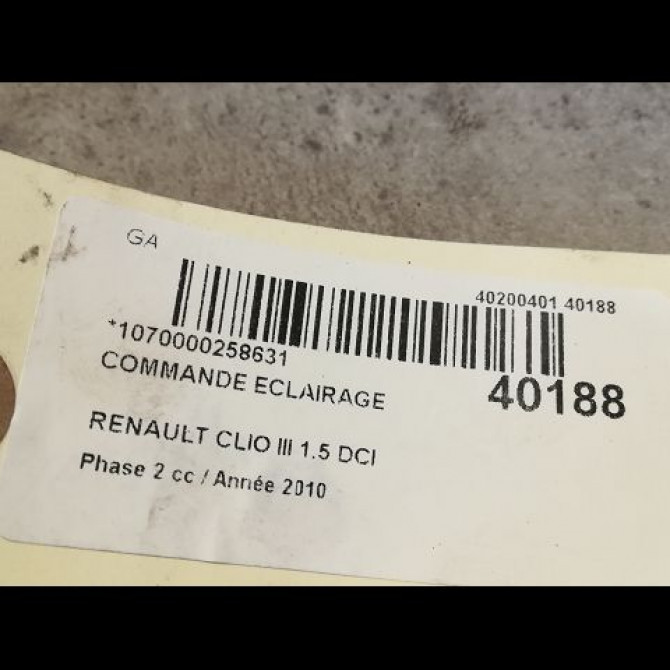 GA
40200401 40188
*1070000258631
40188
COMMANDE ECLAIRAGE
RENAULT CLIO III 1.5 DCI
Phase 2 cc / Année 2010